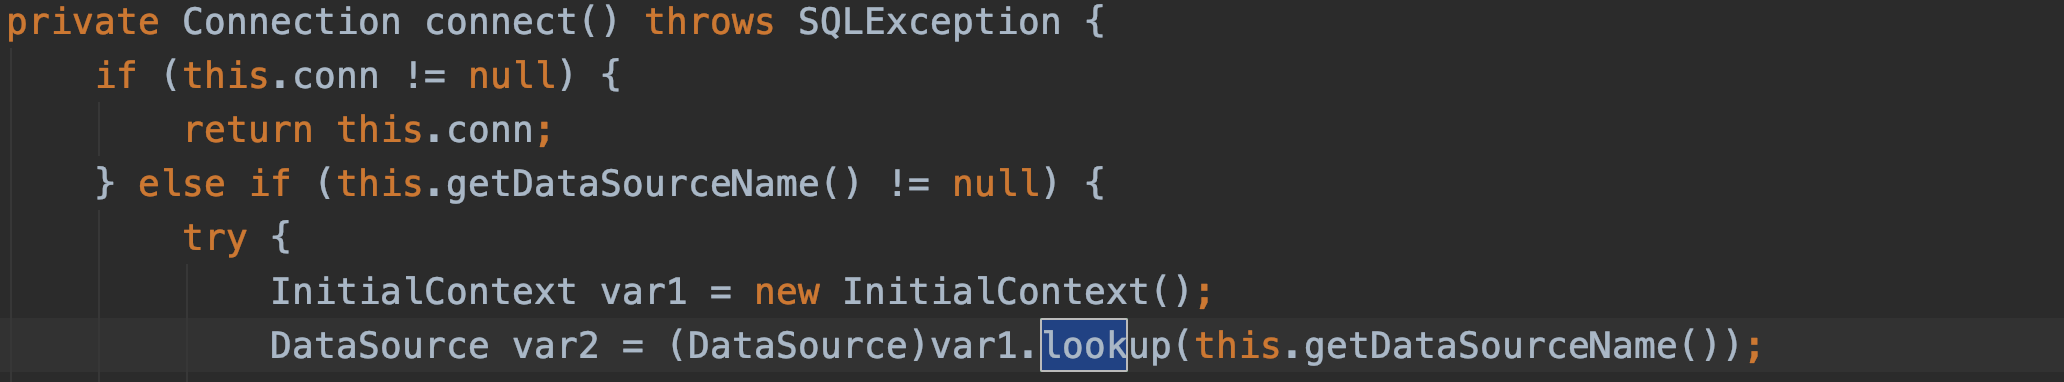 private Connection connect() throws SQLException {
    if (this.conn != null) {
        return this.conn;
    } else if (this.getDataSourceName() != null) {
        try {
            InitialContext var1 = new InitialContext();
            DataSource var2 = (DataSource)var1.lookup(this.getDataSourceName());